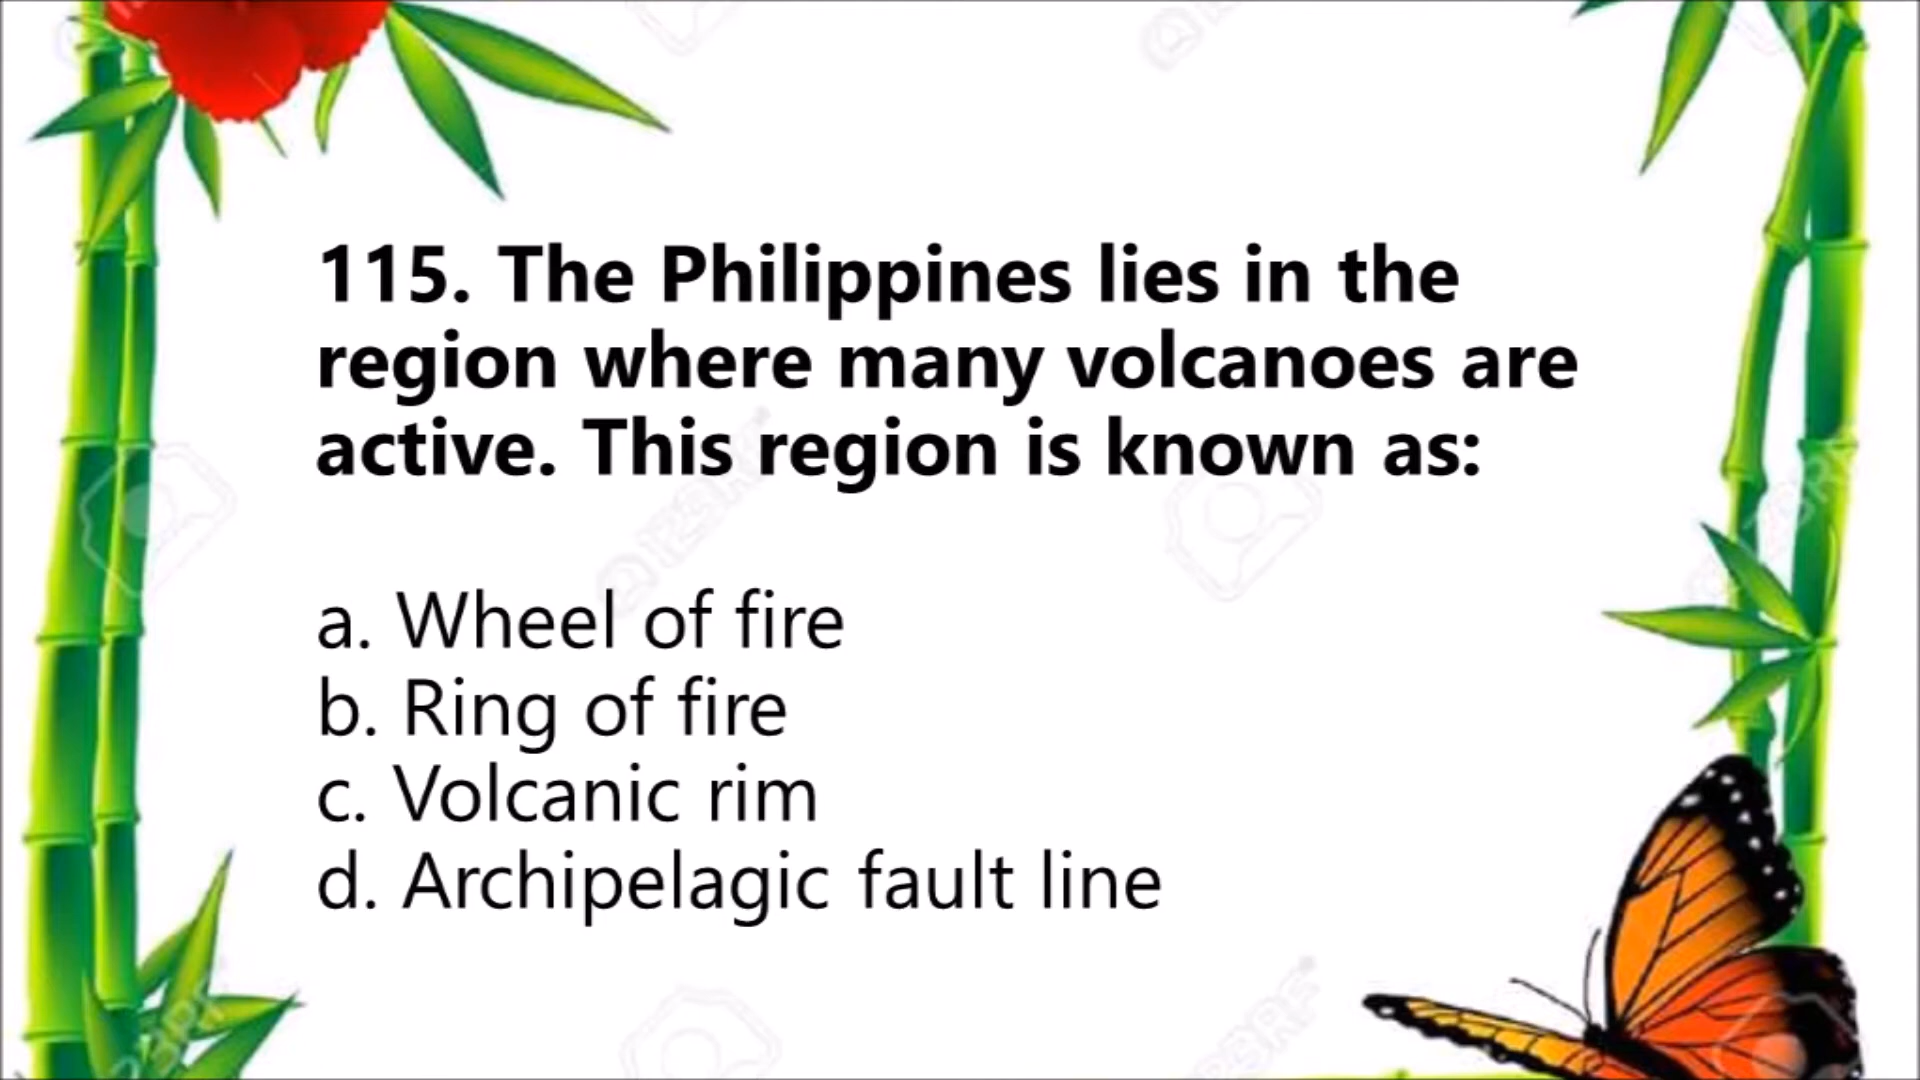 115. The Philippines lies in the
region where many volcanoes are
active. This region is known as:
a. Wheel of fire
b. Ring of fire
c. Volcanic rim
d. Archipelagic fault line
123RF